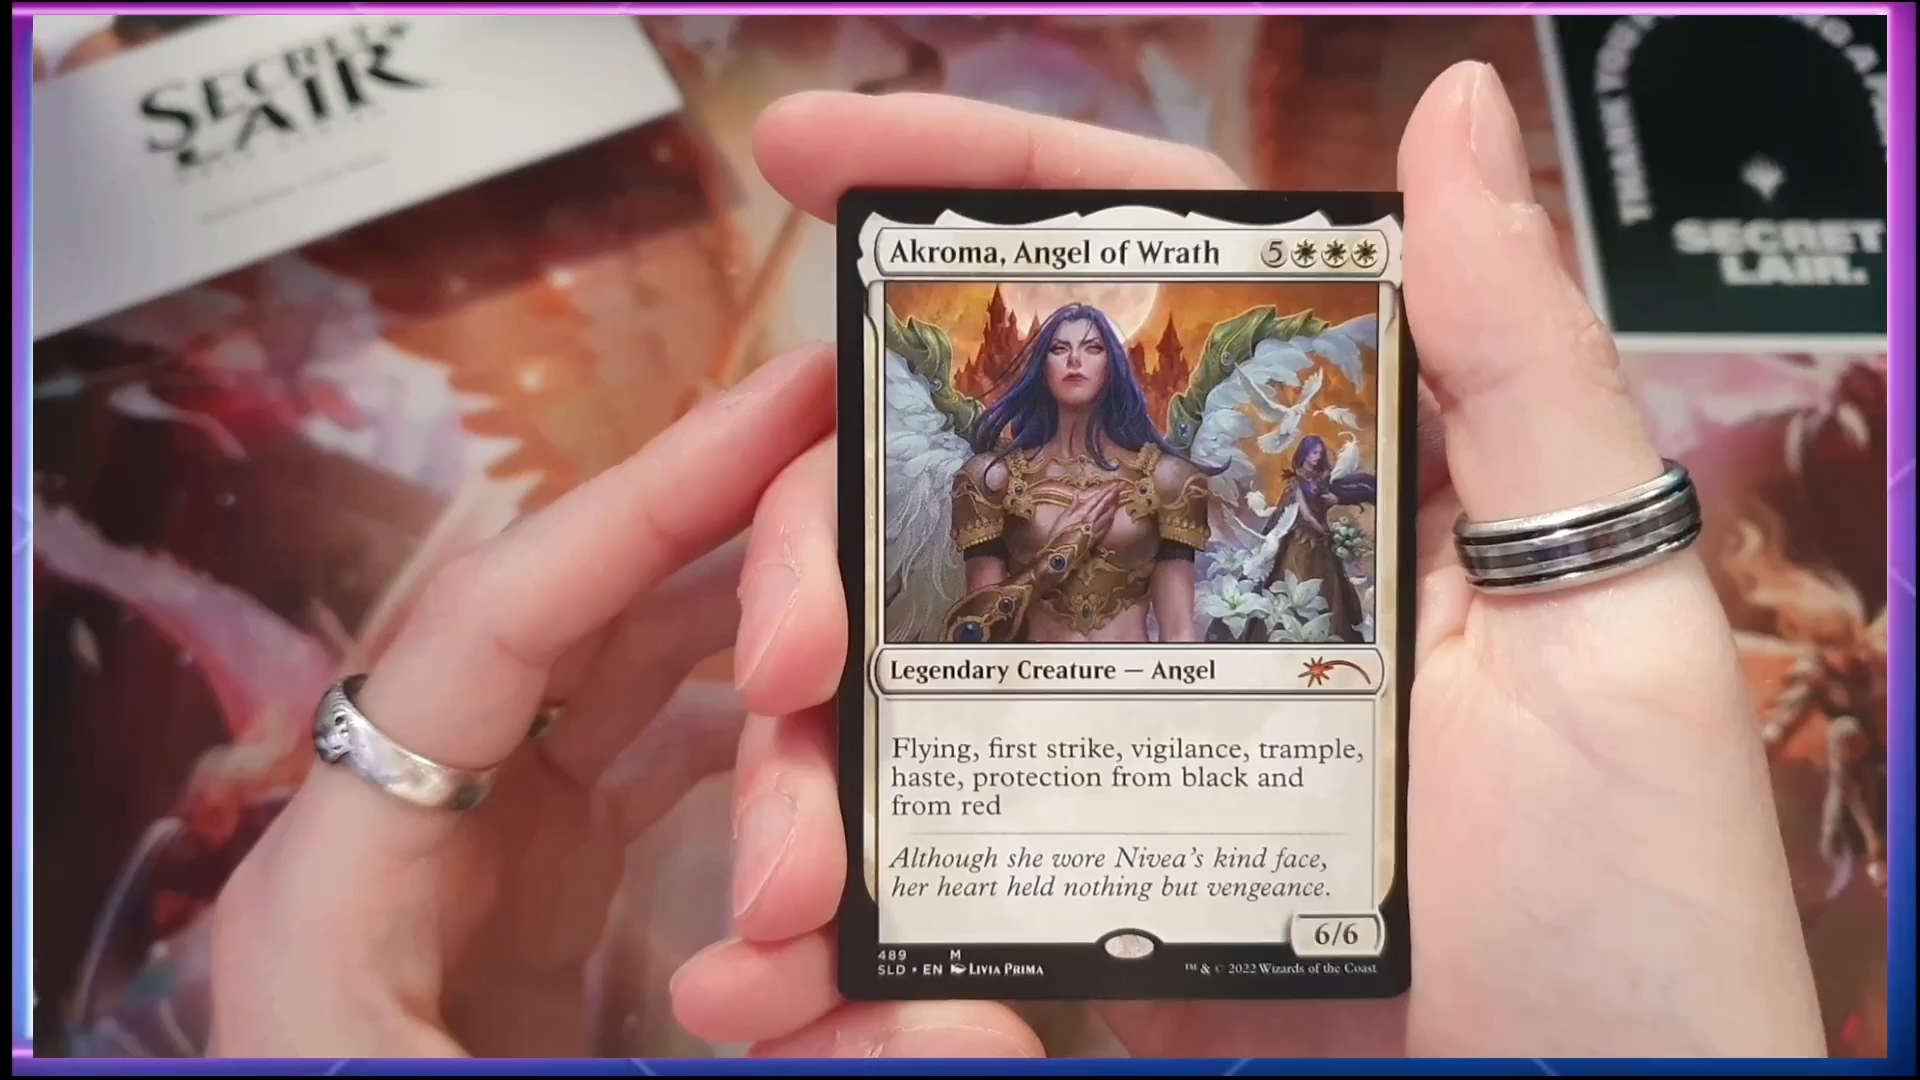 SECRET
LAIR
THANK YOU
SECRET
LAIR.
Akroma, Angel of Wrath 5
Legendary Creature — Angel
Flying, first strike, vigilance, trample,
haste, protection from black and
from red
Although she wore Nivea's kind face,
her heart held nothing but vengeance.
6/6
489 M
SLD • EN LIVIA PRIMA
™ & © 2022 Wizards of the Coast